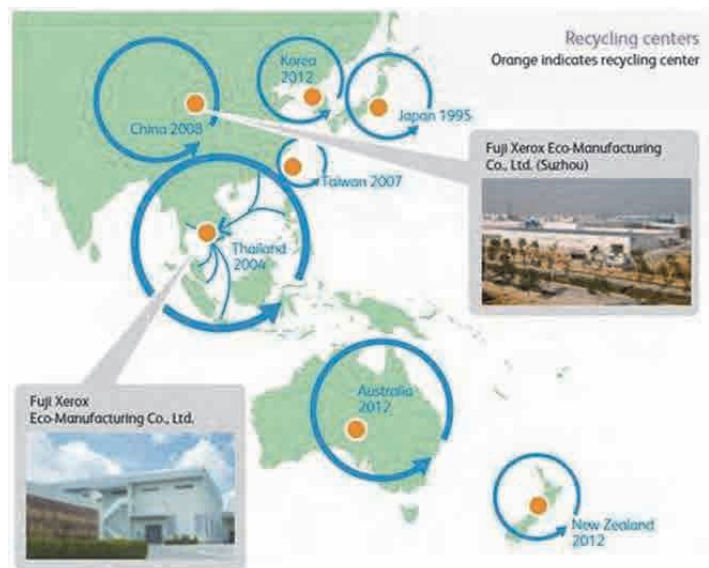 Recycling centers
Orange indicates recycling center
Korea
2012
Japan 1995
China 2008
Fuji Xerox Eco-Manufacturing
Co., Ltd. (Suzhou)
Taiwan 2007
Thailand
2004
Fuji Xerox
Eco-Manufacturing Co., Ltd.
Australia
2012
New Zealand
2012